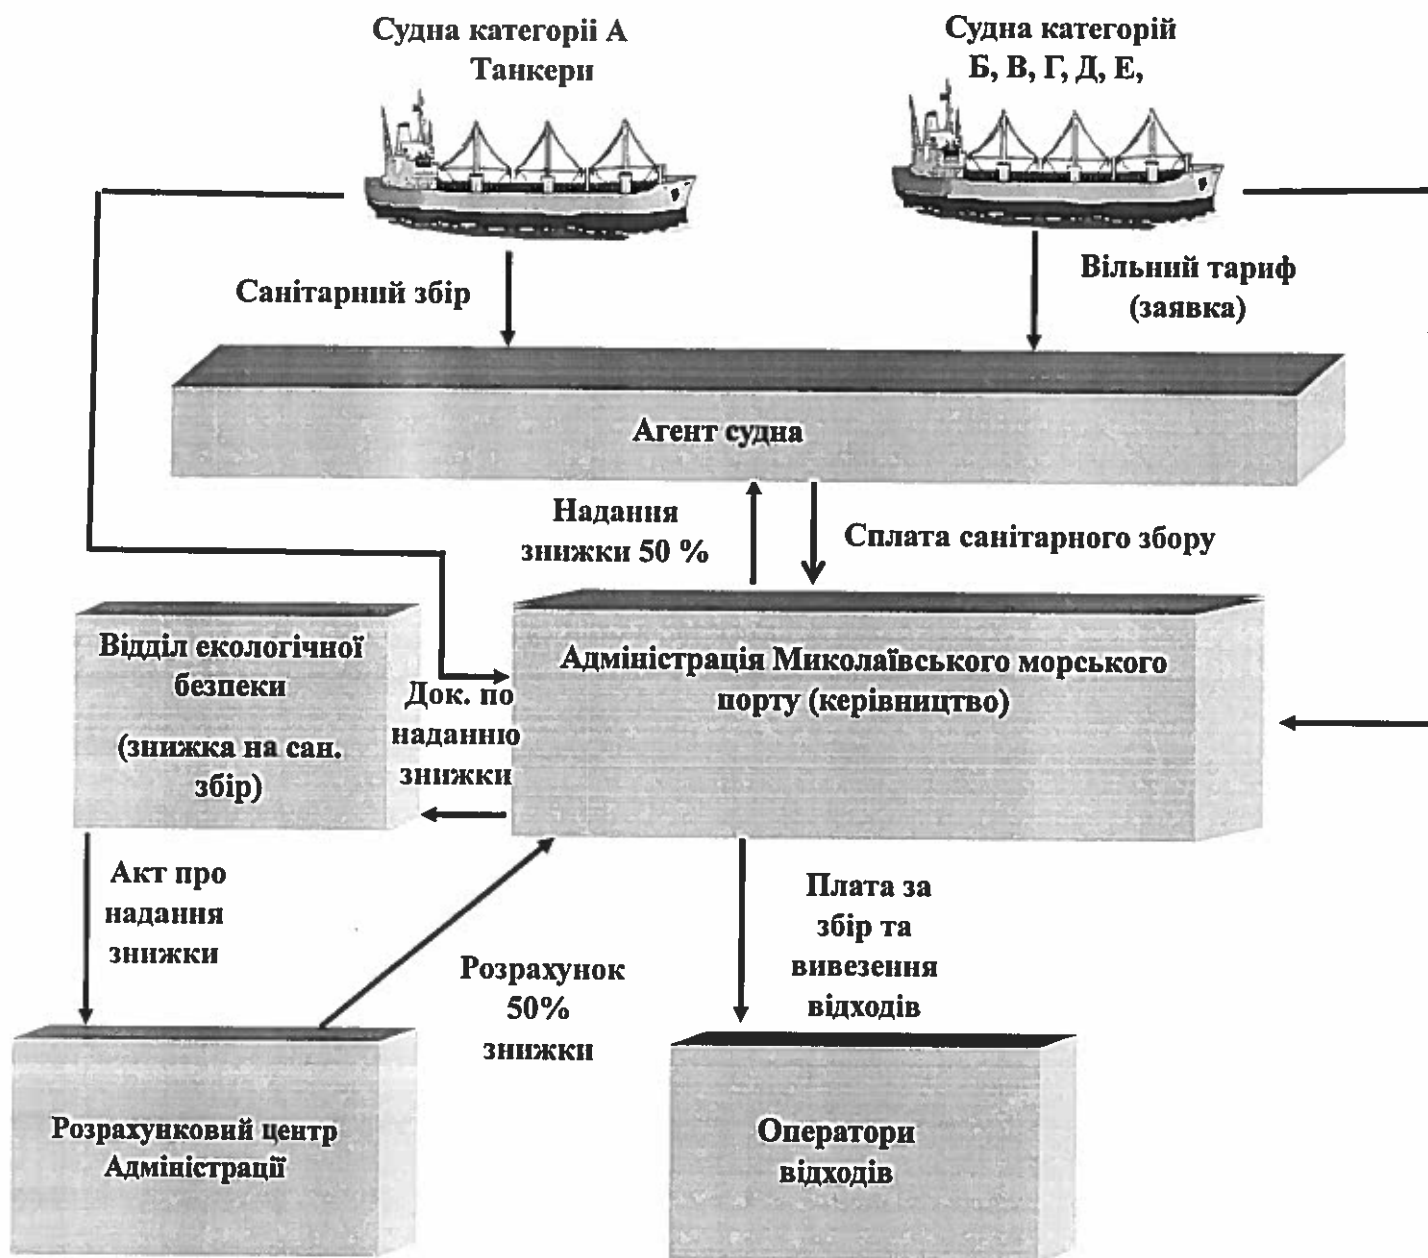 Судна категоріі А
Танкери
Судна категорій
Б, В, Г, Д, Е,
Санітарний збір
Вільний тариф
(заявка)
Агент судна
Надання
знижки 50 %
Сплата санітарного збору
Відділ екологічної
безпеки
(знижка на сан.
збір)
Док. по
наданню
знижки
Адміністрація Миколаївського морського
порту (керівництво)
Акт про
надання
знижки
Розрахунок
50%
знижки
Плата за
збір та
вивезення
відходів
Розрахунковий центр
Адміністрації
Оператори
відходів